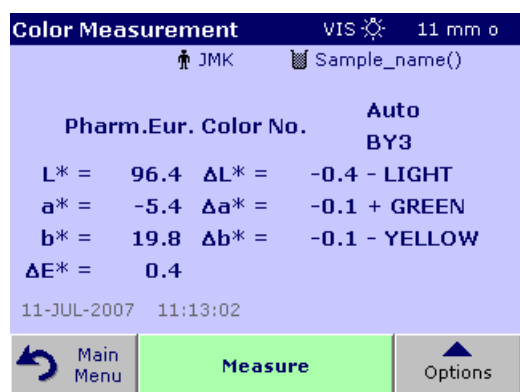 Color Measurement VIS 11 mm o
JMK Sample_name()
Auto
Pharm.Eur. Color No.
BY3
L* = 96.4 ΔL* = -0.4 - LIGHT
a* = -5.4 Δa* = -0.1 + GREEN
b* = 19.8 Δb* = -0.1 - YELLOW
ΔE* = 0.4
11-JUL-2007 11:13:02
Main
Menu
Measure
Options